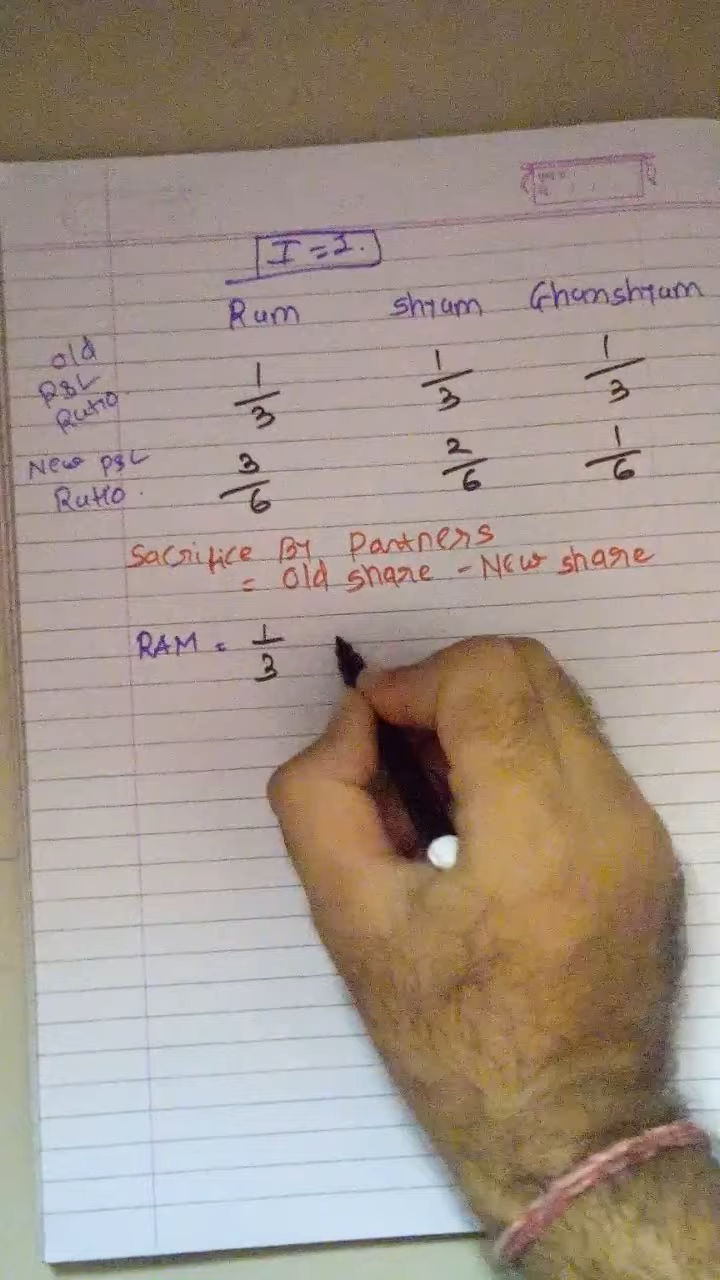 I = 1.
Ram Shyam Ghanshyam
old
P&L
Ratio
1/3 1/3 1/3
New P&L
Ratio.
3/6 2/6 1/6
Sacrifice By Partners
= Old share - New share
RAM = 1/3